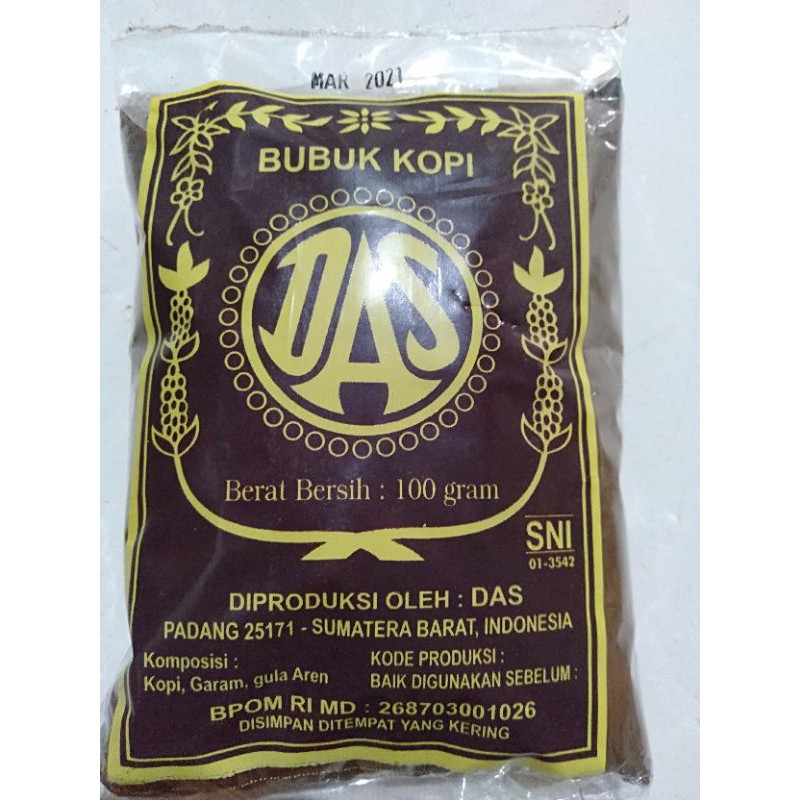 MAR 2021
BUBUK KOPI
DAS
Berat Bersih : 100 gram
SNI
01-3542
DIPRODUKSI OLEH : DAS
PADANG 25171 - SUMATERA BARAT, INDONESIA
Komposisi :
Kopi, Garam, gula Aren
KODE PRODUKSI :
BAIK DIGUNAKAN SEBELUM :
BPOM RI MD : 268703001026
DISIMPAN DITEMPAT YANG KERING